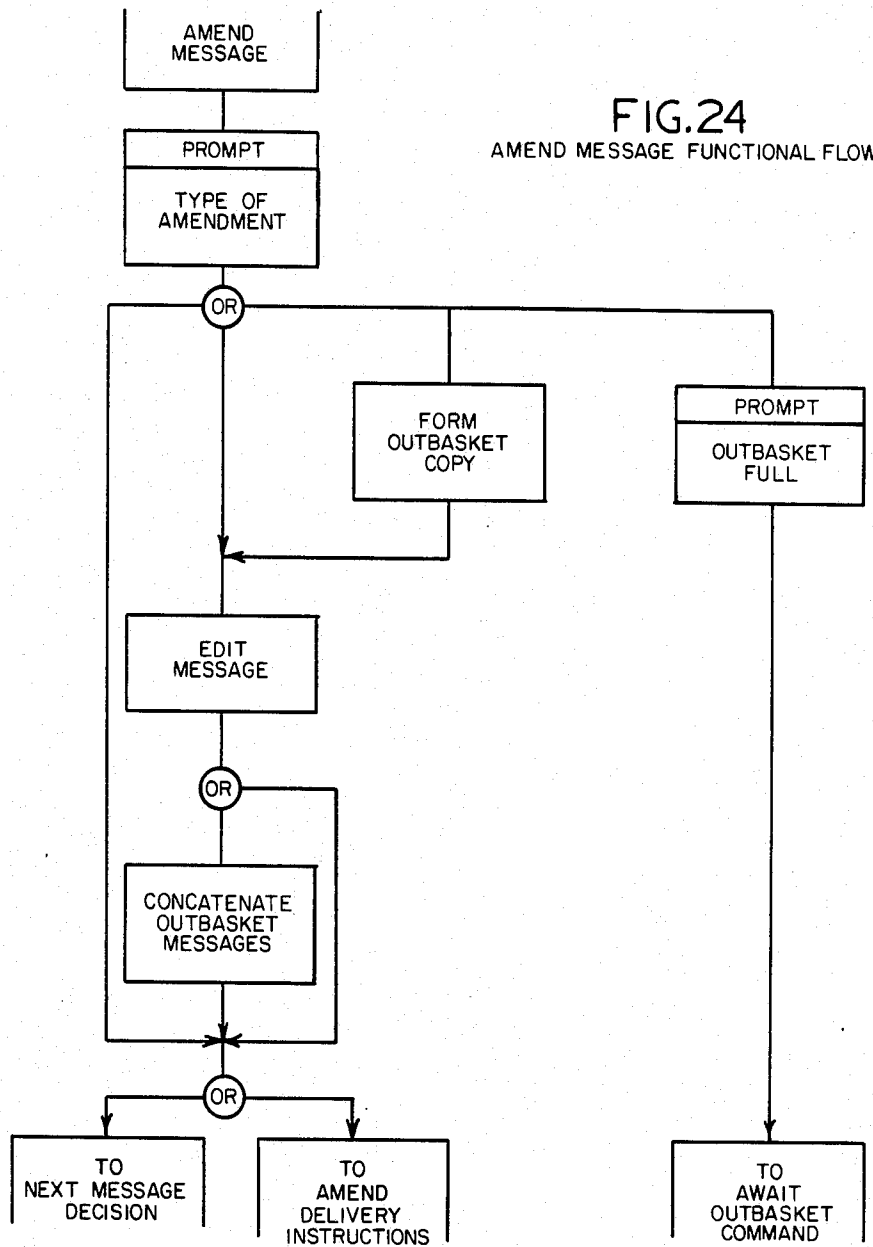 AMEND
MESSAGE
FIG.24
AMEND MESSAGE FUNCTIONAL FLOW
PROMPT
TYPE OF
AMENDMENT
OR
FORM
OUTBASKET
COPY
PROMPT
OUTBASKET
FULL
EDIT
MESSAGE
OR
CONCATENATE
OUTBASKET
MESSAGES
OR
TO
NEXT MESSAGE
DECISION
TO
AMEND
DELIVERY
INSTRUCTIONS
TO
AWAIT
OUTBASKET
COMMAND